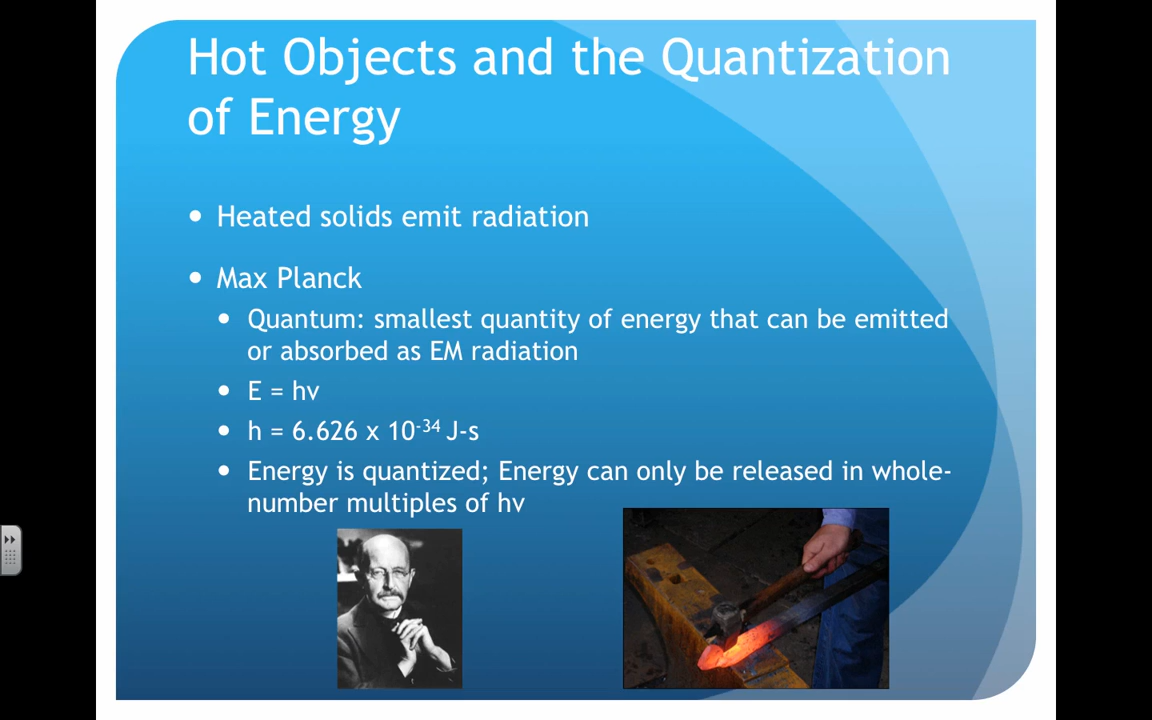 Hot Objects and the Quantization
of Energy
• Heated solids emit radiation
• Max Planck
• Quantum: smallest quantity of energy that can be emitted
or absorbed as EM radiation
• E = hν
• h = 6.626 x 10⁻³⁴ J-s
• Energy is quantized; Energy can only be released in whole-
number multiples of hν